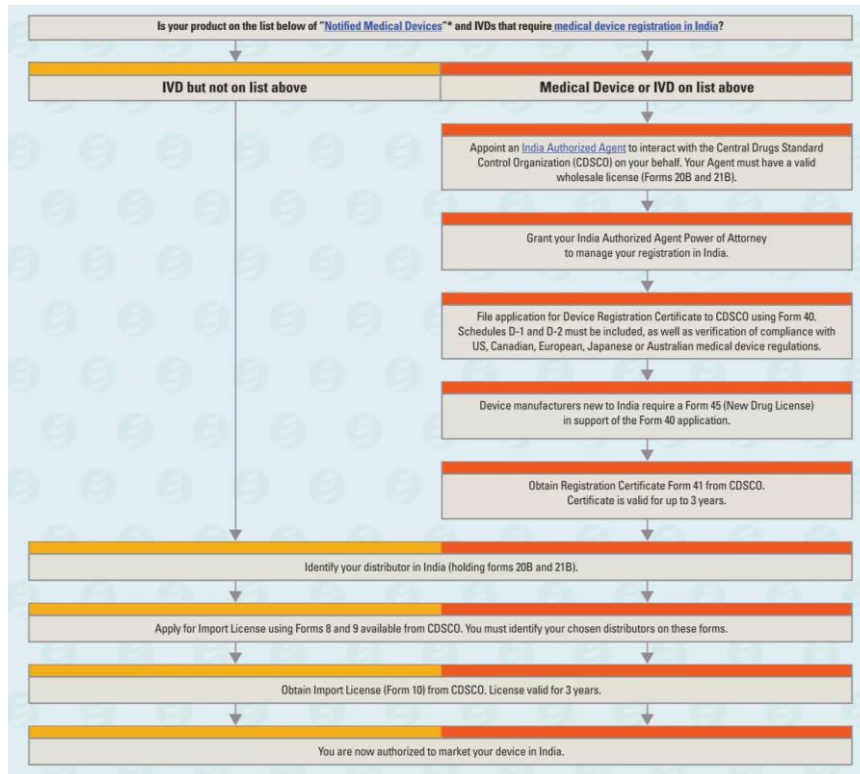 Is your product on the list below of "Notified Medical Devices"* and IVDs that require medical device registration in India?
IVD but not on list above
Medical Device or IVD on list above
Appoint an India Authorized Agent to interact with the Central Drugs Standard
Control Organization (CDSCO) on your behalf. Your Agent must have a valid
wholesale license (Forms 20B and 21B).
Grant your India Authorized Agent Power of Attorney
to manage your registration in India.
File application for Device Registration Certificate to CDSCO using Form 40.
Schedules D-1 and D-2 must be included, as well as verification of compliance with
US, Canadian, European, Japanese or Australian medical device regulations.
Device manufacturers new to India require a Form 45 (New Drug License)
in support of the Form 40 application.
Obtain Registration Certificate Form 41 from CDSCO.
Certificate is valid for up to 3 years.
Identify your distributor in India (holding forms 20B and 21B).
Apply for Import License using Forms 8 and 9 available from CDSCO. You must identify your chosen distributors on these forms.
Obtain Import License (Form 10) from CDSCO. License valid for 3 years.
You are now authorized to market your device in India.